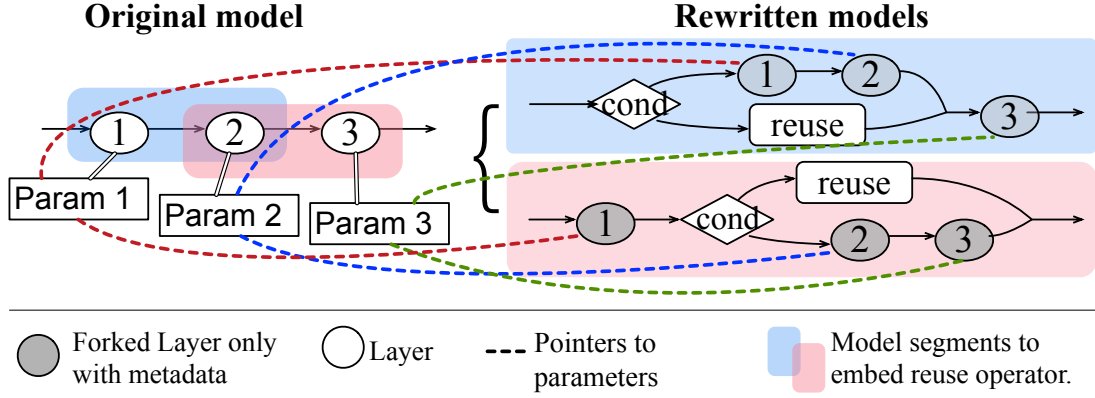 Original model
Rewritten models
1
2
3
Param 1
Param 2
Param 3
cond
1
2
reuse
3
1
cond
reuse
2
3
Forked Layer only
with metadata
Layer
Pointers to
parameters
Model segments to
embed reuse operator.